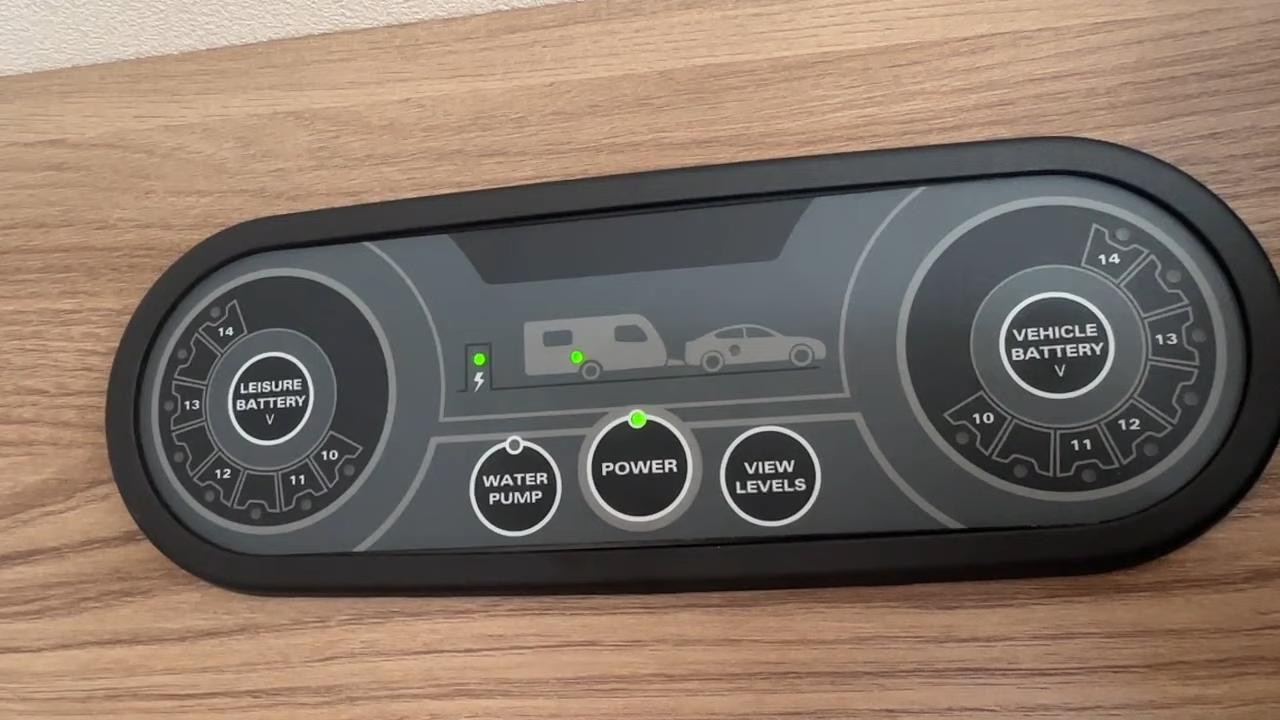 14
13
12
11
10
LEISURE
BATTERY
V
WATER
PUMP
POWER
VIEW
LEVELS
14
13
12
11
10
VEHICLE
BATTERY
V